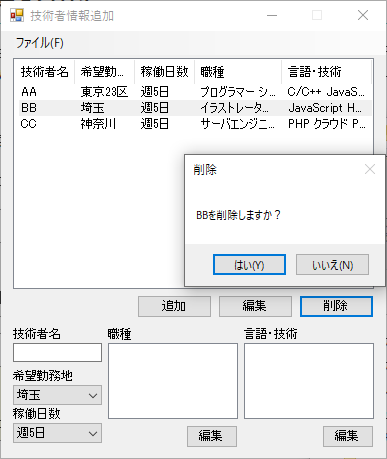 技術者情報追加
ファイル(F)
技術者名 希望勤... 稼働日数 職種 言語・技術
AA 東京23区 週5日 プログラマー シ... C/C++ JavaS...
BB 埼玉 週5日 イラストレータ... JavaScript H...
CC 神奈川 週5日 サーバエンジニ... PHP クラウド P...
削除
BBを削除しますか？
はい(Y) いいえ(N)
追加 編集 削除
技術者名 職種 言語・技術
希望勤務地
埼玉
稼働日数
週5日
編集 編集